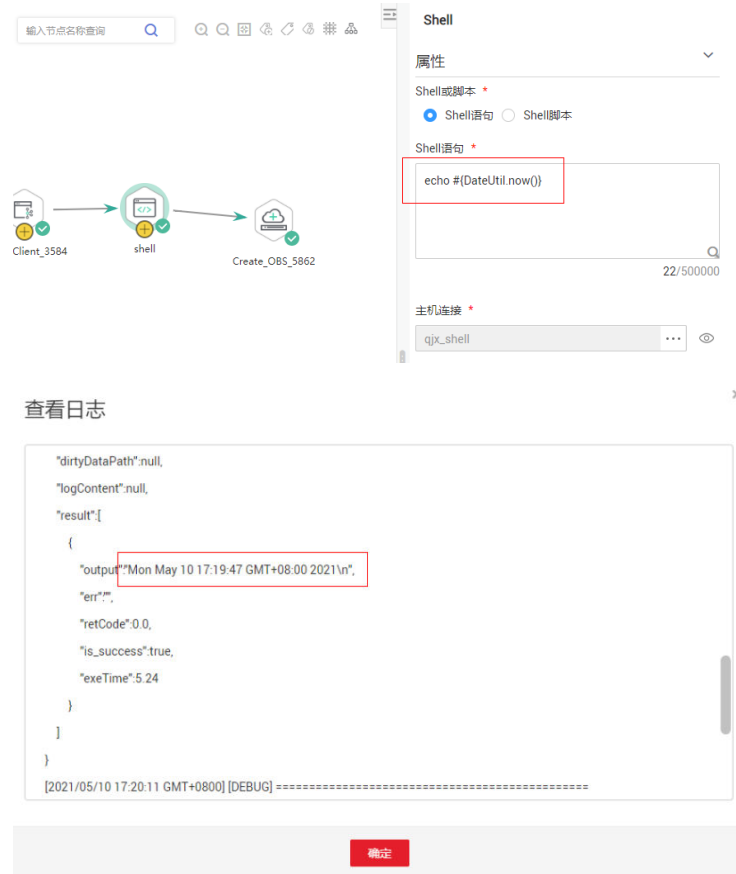 输入节点名称查询
Shell
属性
Shell或脚本 *
Shell语句 Shell脚本
Shell语句 *
echo #{DateUtil.now()}
22/500000
主机连接 *
qjx_shell
...
Client_3584
shell
Create_OBS_5862
查看日志
"dirtyDataPath":null,
"logContent":null,
"result":[
{
"output":"Mon May 10 17:19:47 GMT+08:00 2021\n",
"err":"",
"retCode":0.0,
"is_success":true,
"exeTime":5.24
}
]
}
[2021/05/10 17:20:11 GMT+0800] [DEBUG] ===============================================
确定